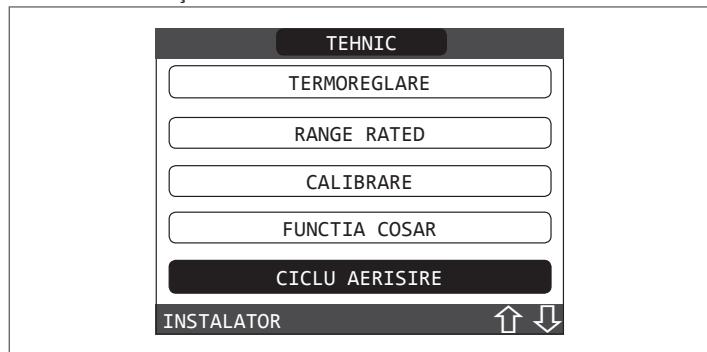 TEHNIC
TERMOREGLARE
RANGE RATED
CALIBRARE
FUNCTIA COSAR
CICLU AERISIRE
INSTALATOR